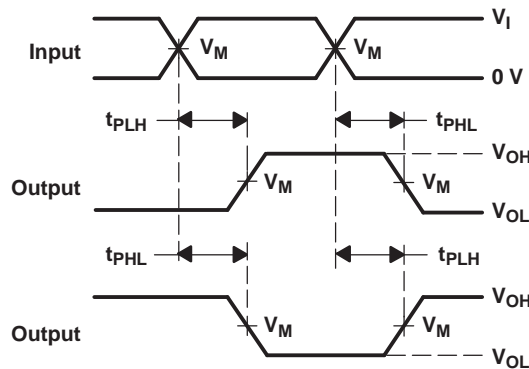 V_I
Input V_M V_M
0 V
t_PLH t_PHL
V_OH
Output V_M V_M
V_OL
t_PHL t_PLH
V_OH
Output V_M V_M
V_OL